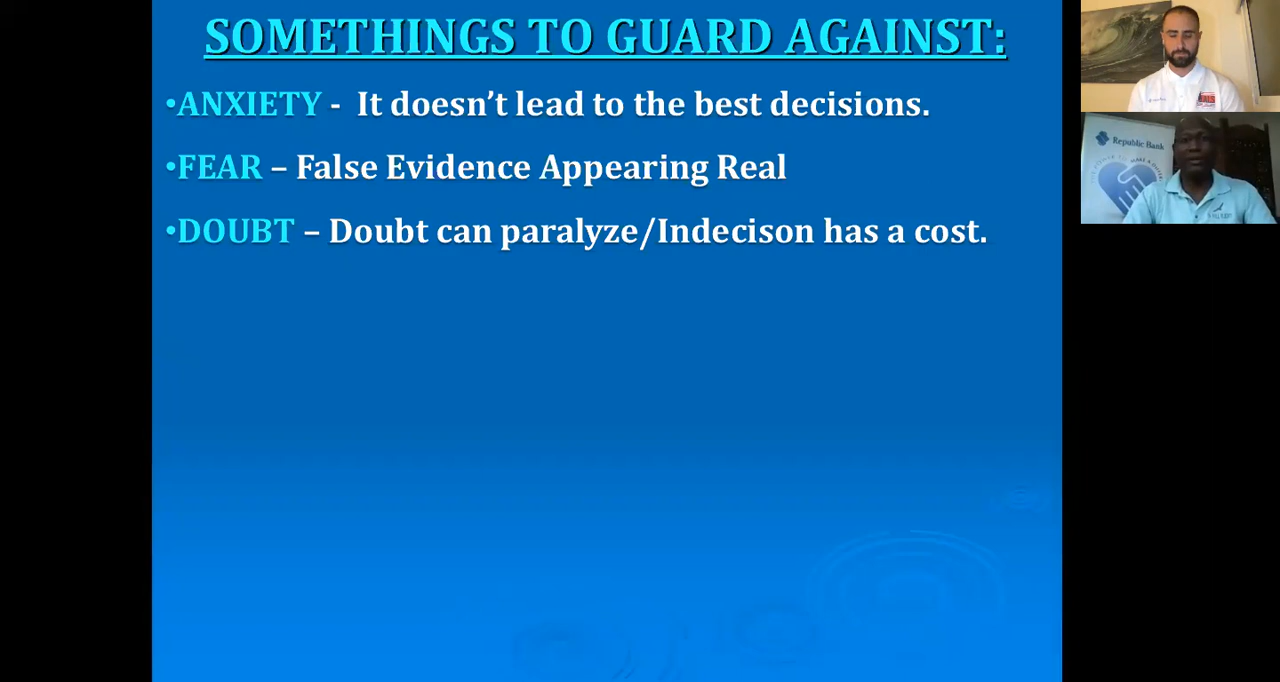 SOMETHINGS TO GUARD AGAINST:
•ANXIETY - It doesn’t lead to the best decisions.
•FEAR – False Evidence Appearing Real
•DOUBT – Doubt can paralyze/Indecison has a cost.
Republic Bank